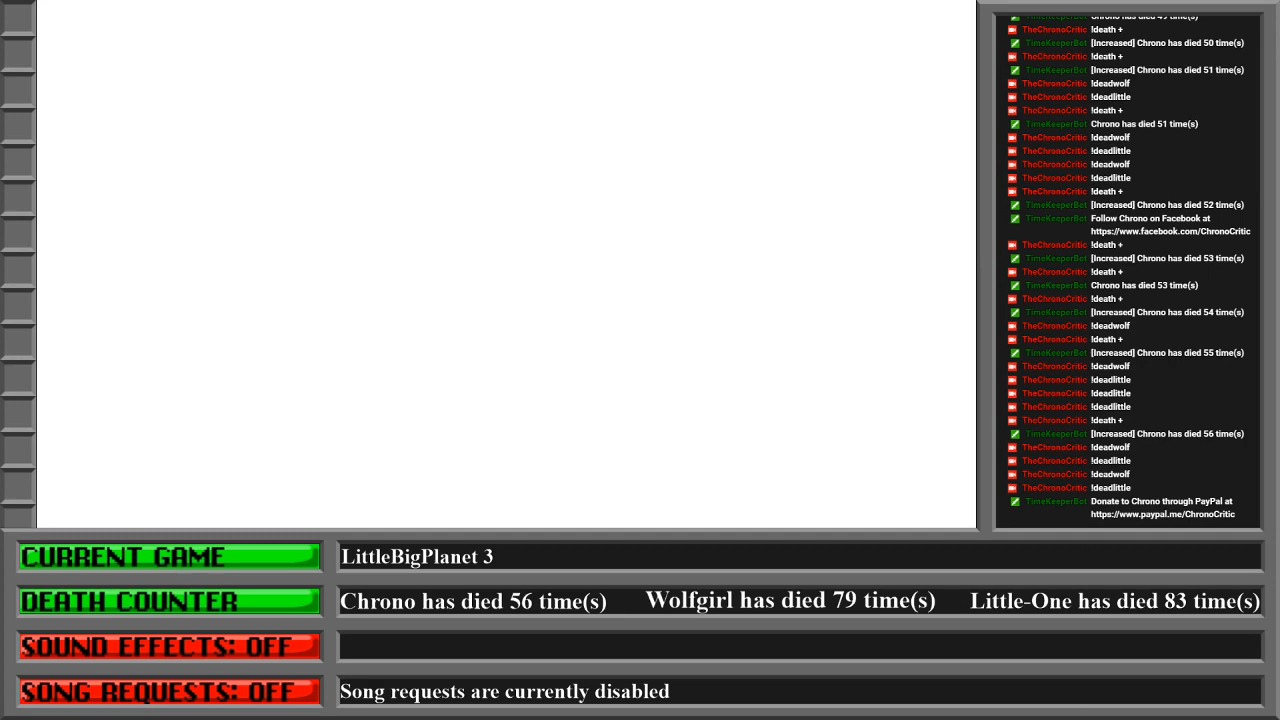 Chrono has died 49 time(s)
TheChronoCritic !death +
TimeKeeperBot [Increased] Chrono has died 50 time(s)
TheChronoCritic !death +
TimeKeeperBot [Increased] Chrono has died 51 time(s)
TheChronoCritic !deadwolf
TheChronoCritic !deadlittle
TheChronoCritic !death +
TimeKeeperBot Chrono has died 51 time(s)
TheChronoCritic !deadwolf
TheChronoCritic !deadlittle
TheChronoCritic !deadwolf
TheChronoCritic !deadlittle
TheChronoCritic !death +
TimeKeeperBot [Increased] Chrono has died 52 time(s)
TimeKeeperBot Follow Chrono on Facebook at
https://www.facebook.com/ChronoCritic
TheChronoCritic !death +
TimeKeeperBot [Increased] Chrono has died 53 time(s)
TheChronoCritic !death +
TimeKeeperBot Chrono has died 53 time(s)
TheChronoCritic !death +
TimeKeeperBot [Increased] Chrono has died 54 time(s)
TheChronoCritic !deadwolf
TheChronoCritic !death +
TimeKeeperBot [Increased] Chrono has died 55 time(s)
TheChronoCritic !deadwolf
TheChronoCritic !deadlittle
TheChronoCritic !deadlittle
TheChronoCritic !deadlittle
TheChronoCritic !death +
TimeKeeperBot [Increased] Chrono has died 56 time(s)
TheChronoCritic !deadwolf
TheChronoCritic !deadlittle
TheChronoCritic !deadwolf
TheChronoCritic !deadlittle
TimeKeeperBot Donate to Chrono through PayPal at
https://www.paypal.me/ChronoCritic
CURRENT GAME LittleBigPlanet 3
DEATH COUNTER Chrono has died 56 time(s) Wolfgirl has died 79 time(s) Little-One has died 83 time(s)
SOUND EFFECTS: OFF
SONG REQUESTS: OFF Song requests are currently disabled